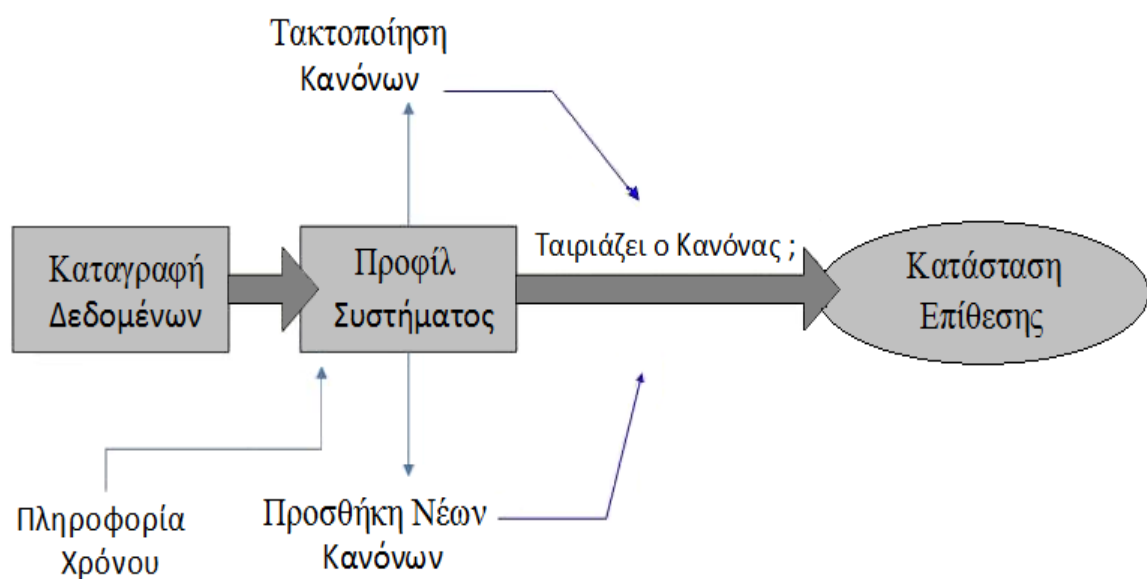 Τακτοποίηση
Κανόνων
Καταγραφή
Δεδομένων
Προφίλ
Συστήματος
Ταιριάζει ο Κανόνας ;
Κατάσταση
Επίθεσης
Πληροφορία
Χρόνου
Προσθήκη Νέων
Κανόνων